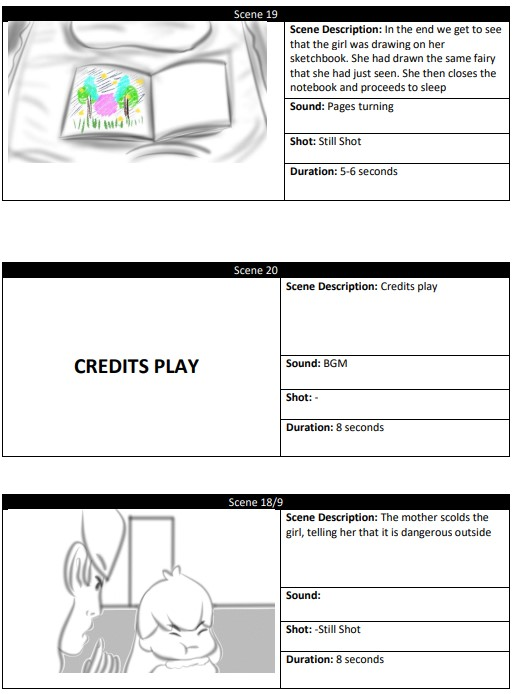 Scene 19
Scene Description: In the end we get to see
that the girl was drawing on her
sketchbook. She had drawn the same fairy
that she had just seen. She then closes the
notebook and proceeds to sleep
Sound: Pages turning
Shot: Still Shot
Duration: 5-6 seconds
Scene 20
CREDITS PLAY
Scene Description: Credits play
Sound: BGM
Shot: -
Duration: 8 seconds
Scene 18/9
Scene Description: The mother scolds the
girl, telling her that it is dangerous outside
Sound:
Shot: -Still Shot
Duration: 8 seconds